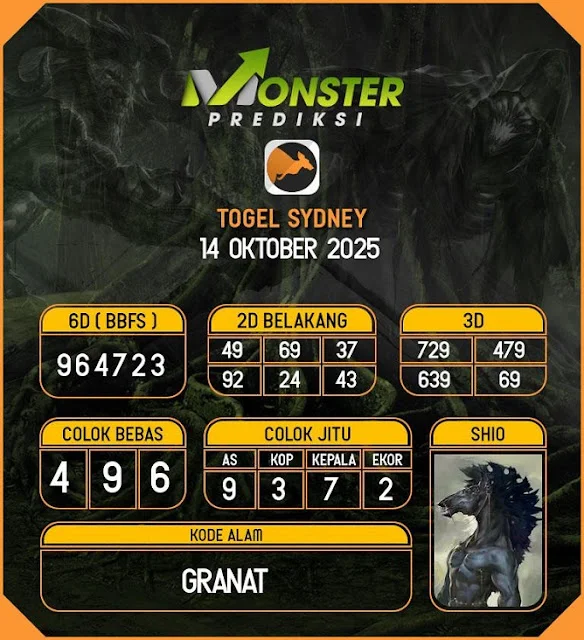 MONSTER
PREDIKSI
TOGEL SYDNEY
14 OKTOBER 2025
6D ( BBFS )
964723
2D BELAKANG
49 69 37
92 24 43
3D
729 479
639 69
COLOK BEBAS
4 9 6
COLOK JITU
AS KOP KEPALA EKOR
9 3 7 2
SHIO
KODE ALAM
GRANAT